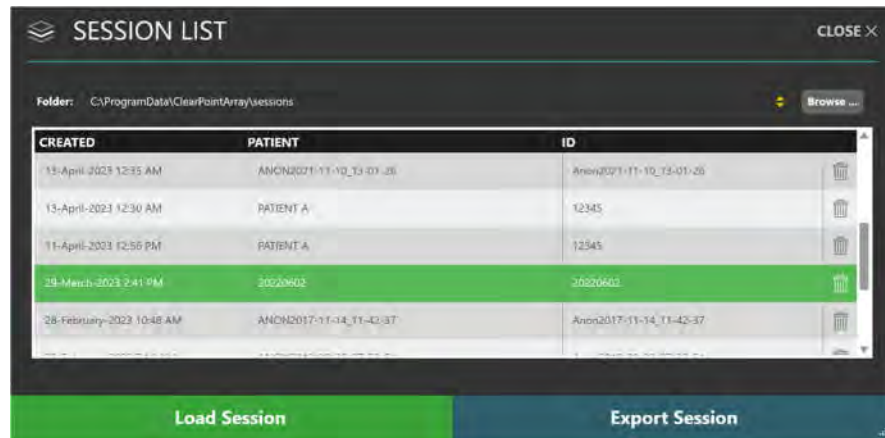 SESSION LIST CLOSE ×
Folder: C:\ProgramData\ClearPointArray\sessions Browse ...
CREATED PATIENT ID
13-April-2023 12:35 AM ANON2021-11-10_13-01-26 Anon2021-11-10_13-01-26
13-April-2023 12:30 AM PATIENT A 12345
11-April-2023 12:56 PM PATIENT A 12345
29-March-2023 2:41 PM 20220602 20220602
28-February-2023 10:48 AM ANON2017-11-14_11-42-37 Anon2017-11-14_11-42-37
Load Session Export Session